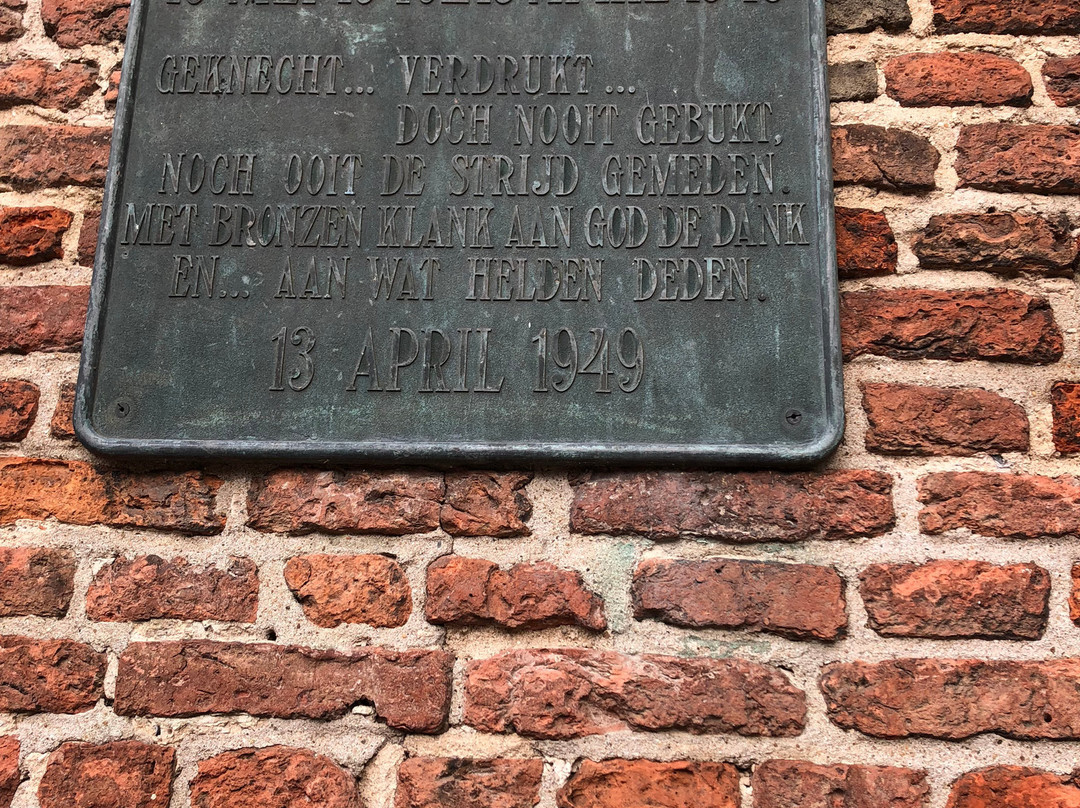 GEKNECHT... VERDRUKT...
DOCH NOOIT GEBUKT,
NOCH OOIT DE STRIJD GEMEDEN.
MET BRONZEN KLANK AAN GOD DE DANK
EN... AAN WAT HELDEN DEDEN.
13 APRIL 1949